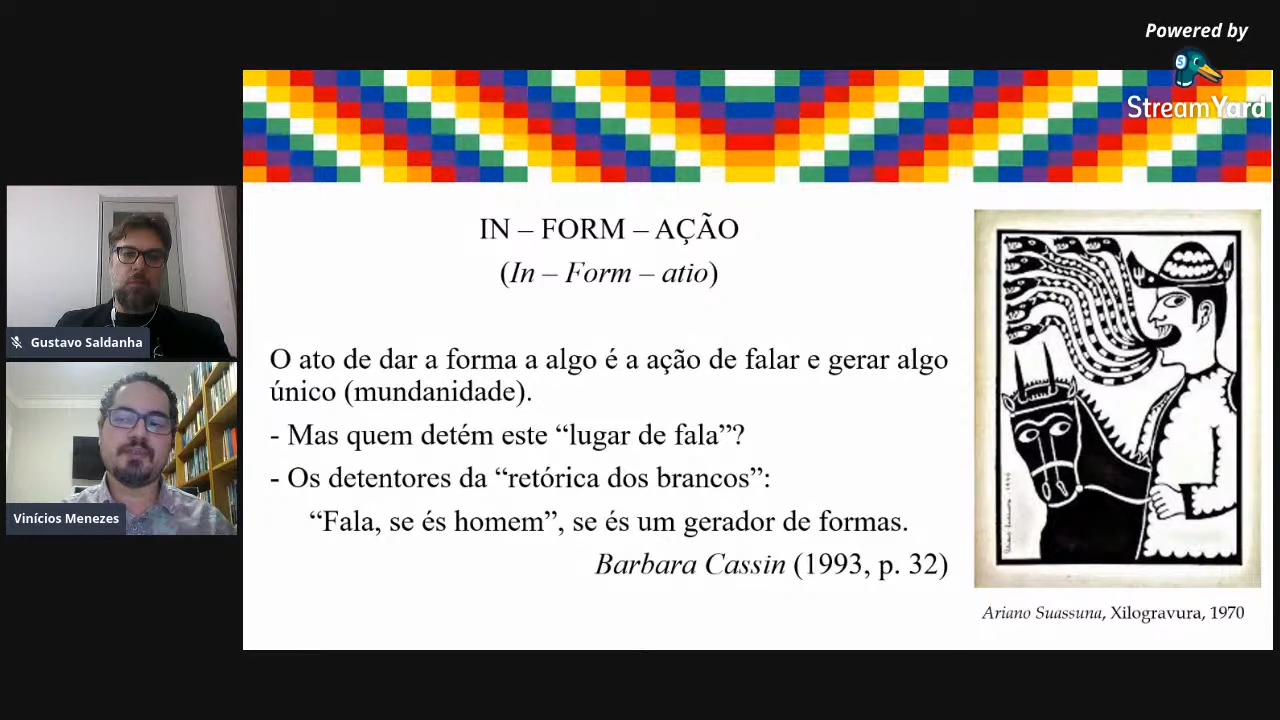 Powered by
StreamYard
IN – FORM – AÇÃO
(In – Form – atio)
O ato de dar a forma a algo é a ação de falar e gerar algo
único (mundanidade).
- Mas quem detém este “lugar de fala”?
- Os detentores da “retórica dos brancos”:
“Fala, se és homem”, se és um gerador de formas.
Barbara Cassin (1993, p. 32)
Ariano Suassuna, Xilogravura, 1970
Gustavo Saldanha
Vinícios Menezes